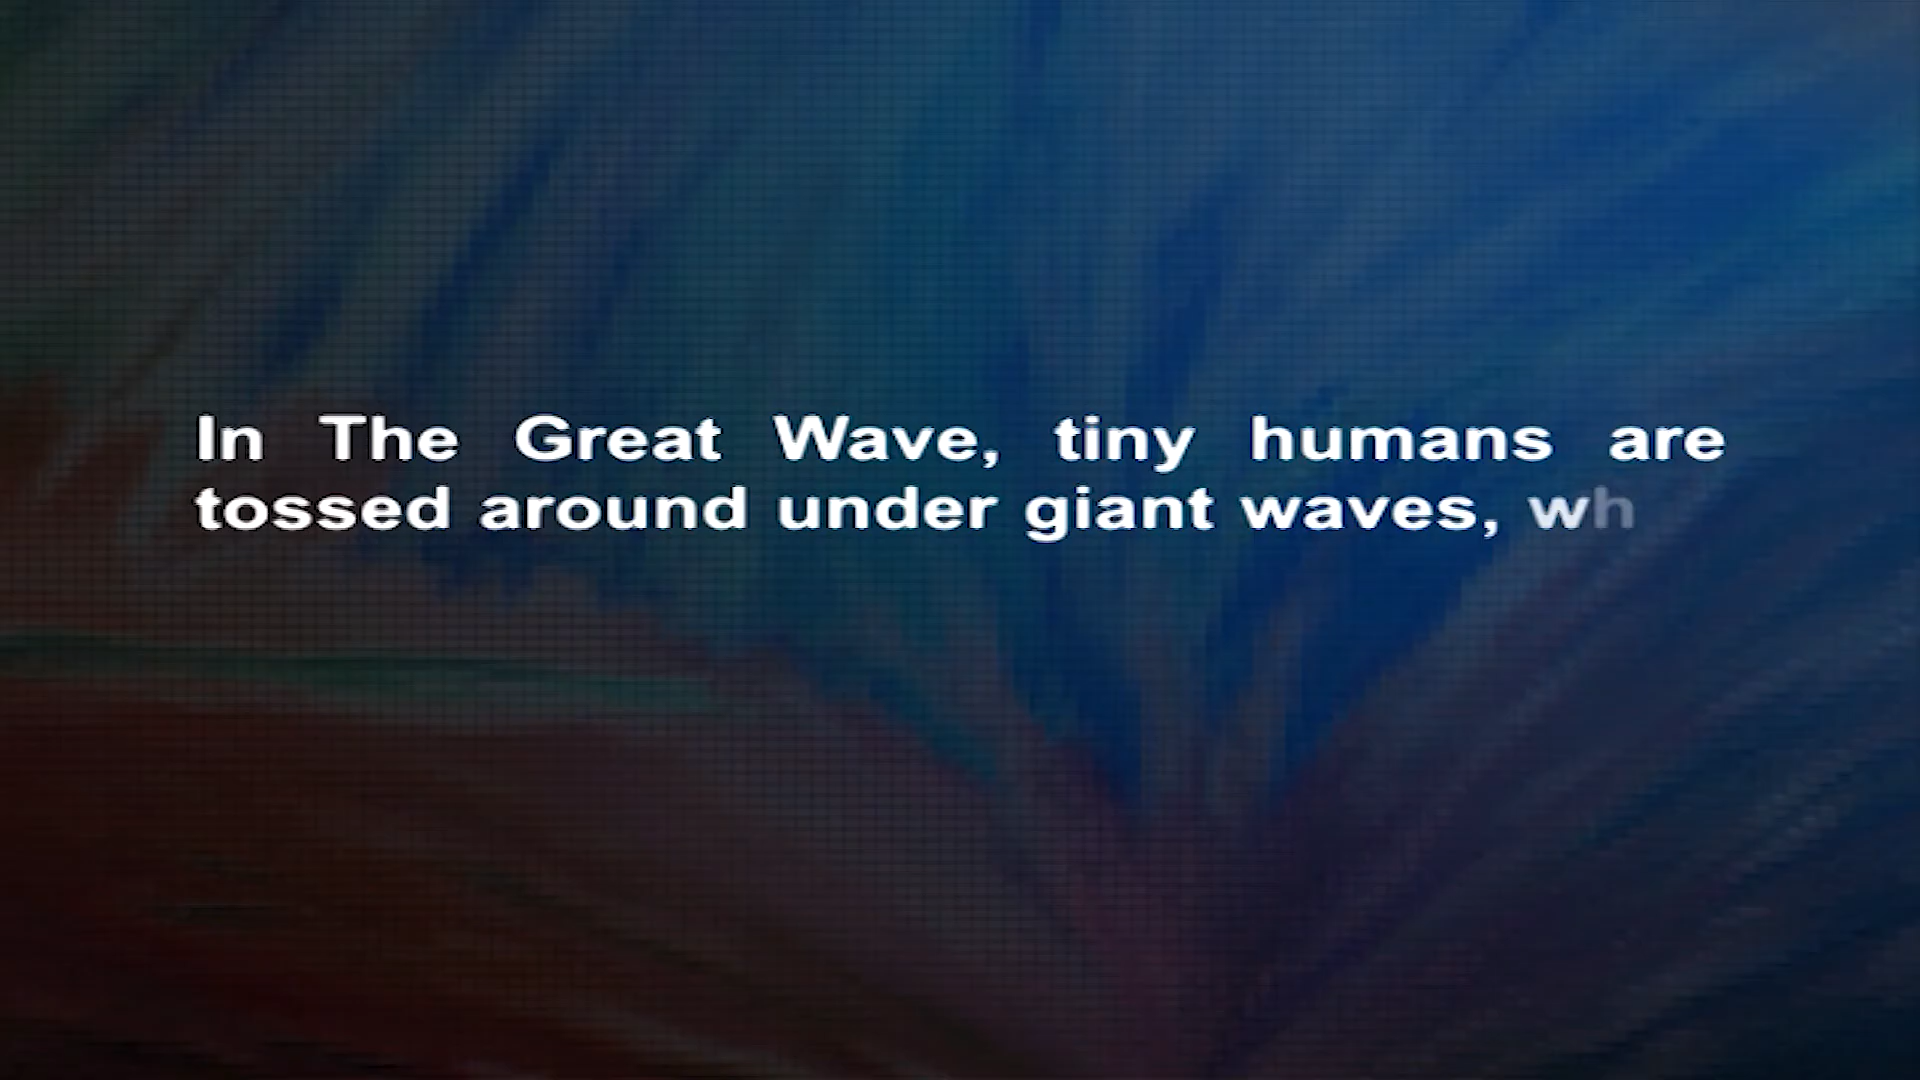 In The Great Wave, tiny humans are
tossed around under giant waves, wh